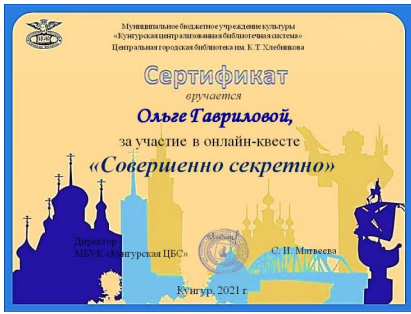 Муниципальное бюджетное учреждение культуры
«Кунгурская централизованная библиотечная система»
Центральная городская библиотека им. К. Т. Хлебникова
Сертификат
вручается
Ольге Гавриловой,
за участие в онлайн-квесте
«Совершенно секретно»
Директор
МБУК «Кунгурская ЦБС»
С. И. Матвеева
Кунгур, 2021 г.